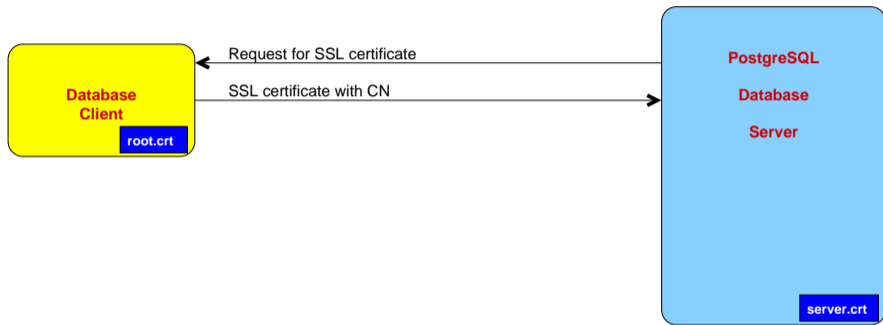 Request for SSL certificate
SSL certificate with CN
Database
Client
root.crt
PostgreSQL
Database
Server
server.crt